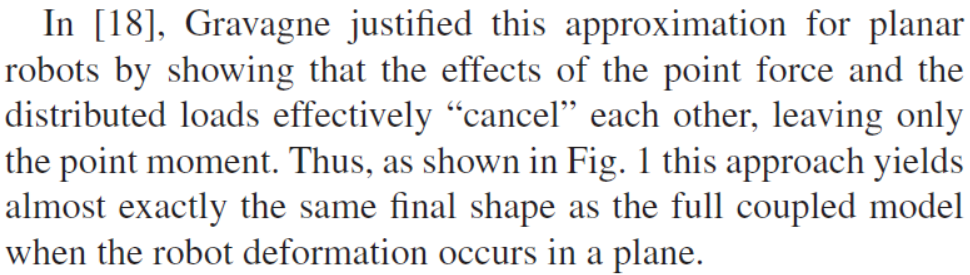 In [18], Gravagne justified this approximation for planar
robots by showing that the effects of the point force and the
distributed loads effectively “cancel” each other, leaving only
the point moment. Thus, as shown in Fig. 1 this approach yields
almost exactly the same final shape as the full coupled model
when the robot deformation occurs in a plane.